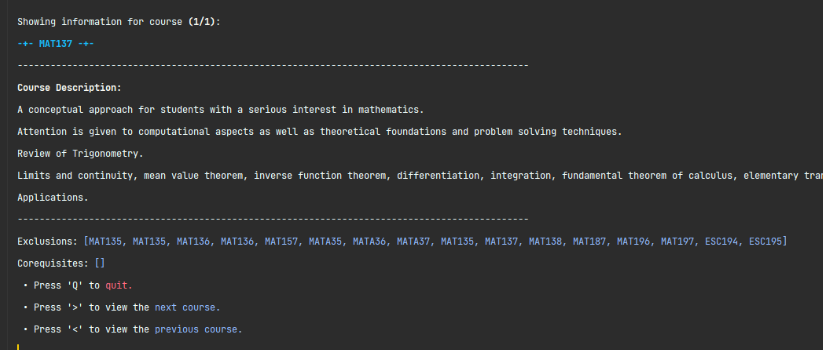 Showing information for course (1/1):
-+- MAT137 -+-
---------------------------------------------------------------------------------------------
Course Description:
A conceptual approach for students with a serious interest in mathematics.
Attention is given to computational aspects as well as theoretical foundations and problem solving techniques.
Review of Trigonometry.
Limits and continuity, mean value theorem, inverse function theorem, differentiation, integration, fundamental theorem of calculus, elementary
Applications.
---------------------------------------------------------------------------------------------
Exclusions: [MAT135, MAT135, MAT136, MAT136, MAT157, MATA35, MATA36, MATA37, MAT135, MAT137, MAT138, MAT187, MAT196, MAT197, ESC194, ESC195]
Corequisites: []
• Press 'Q' to quit.
• Press '>' to view the next course.
• Press '<' to view the previous course.